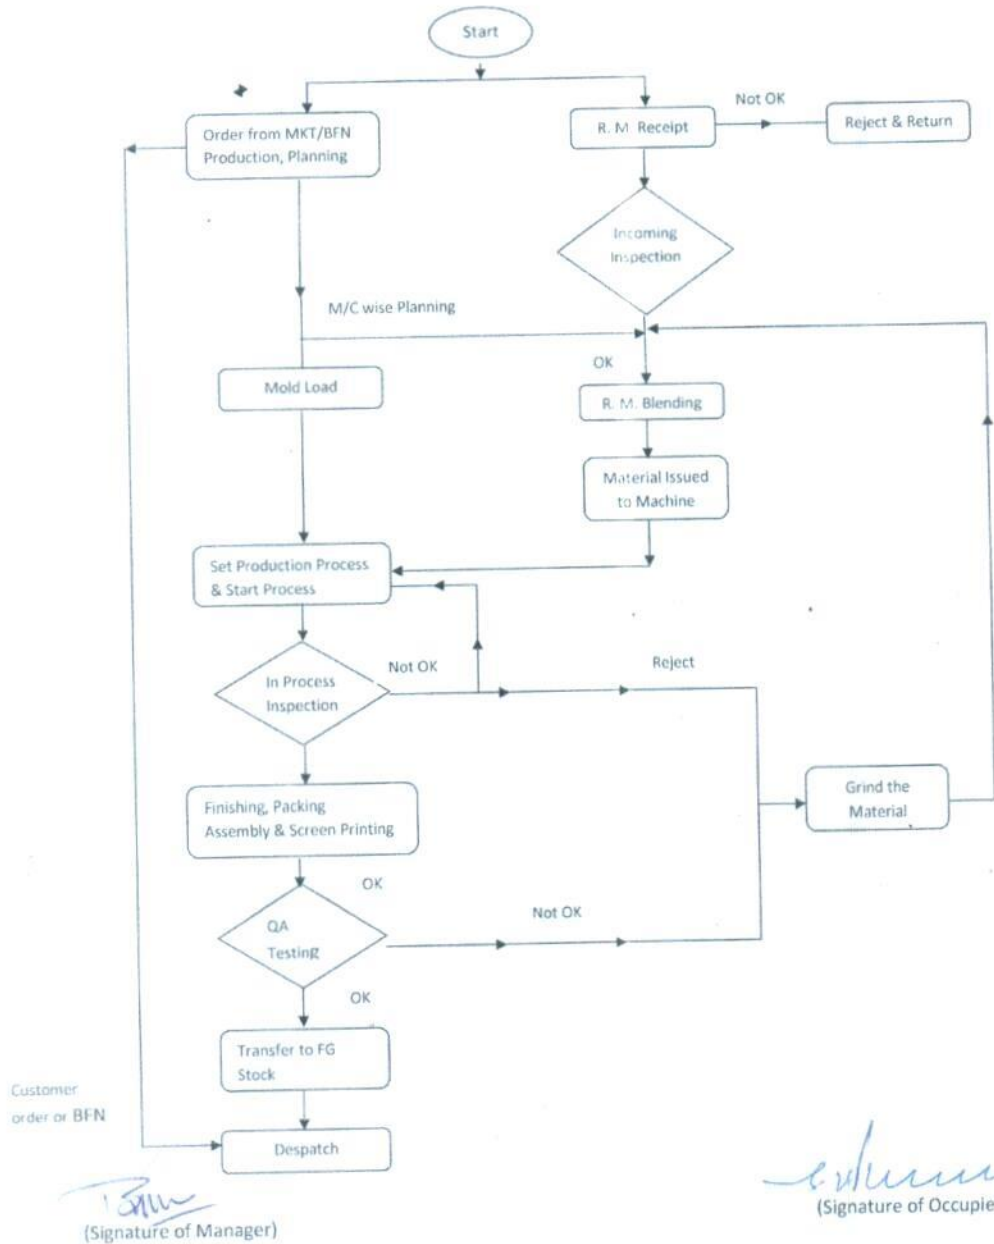 Start
Order from MKT/BFN
Production, Planning
R. M. Receipt
Not OK
Reject & Return
Incoming
Inspection
M/C wise Planning
OK
Mold Load
R. M. Blending
Material Issued
to Machine
Set Production Process
& Start Process
In Process
Inspection
Not OK
Reject
Finishing, Packing
Assembly & Screen Printing
Grind the
Material
OK
QA
Testing
Not OK
OK
Transfer to FG
Stock
Customer
order or BFN
Despatch
(Signature of Manager)
(Signature of Occupie